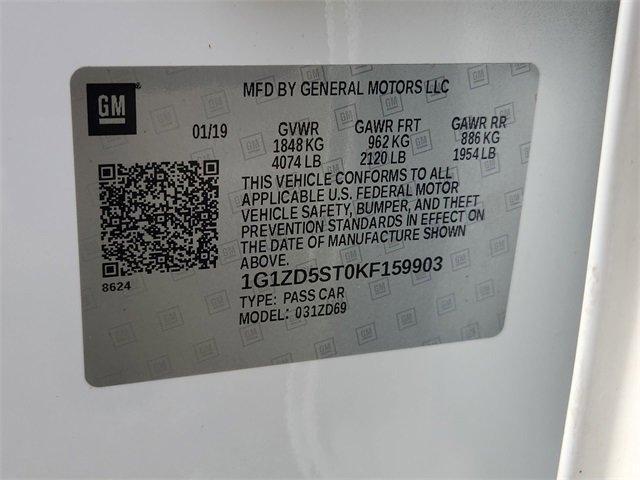 GM
MFD BY GENERAL MOTORS LLC
01/19 GVWR GAWR FRT GAWR RR
1848 KG 962 KG 886 KG
4074 LB 2120 LB 1954 LB
THIS VEHICLE CONFORMS TO ALL
APPLICABLE U.S. FEDERAL MOTOR
VEHICLE SAFETY, BUMPER, AND THEFT
PREVENTION STANDARDS IN EFFECT ON
THE DATE OF MANUFACTURE SHOWN
ABOVE.
8624
1G1ZD5ST0KF159903
TYPE: PASS CAR
MODEL: 031ZD69